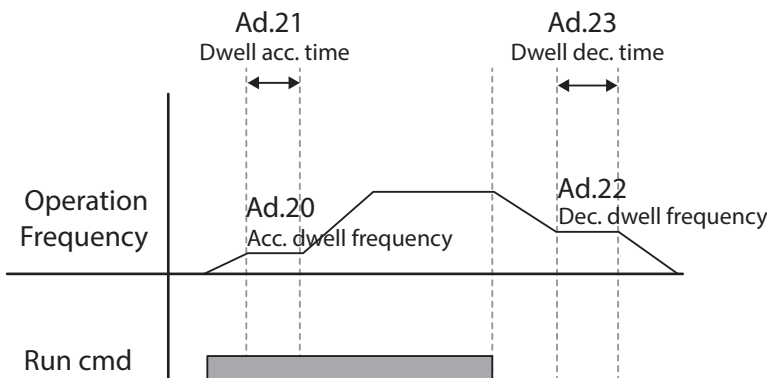 Ad.21
Dwell acc. time
Ad.23
Dwell dec. time
Operation
Frequency
Ad.20
Acc. dwell frequency
Ad.22
Dec. dwell frequency
Run cmd